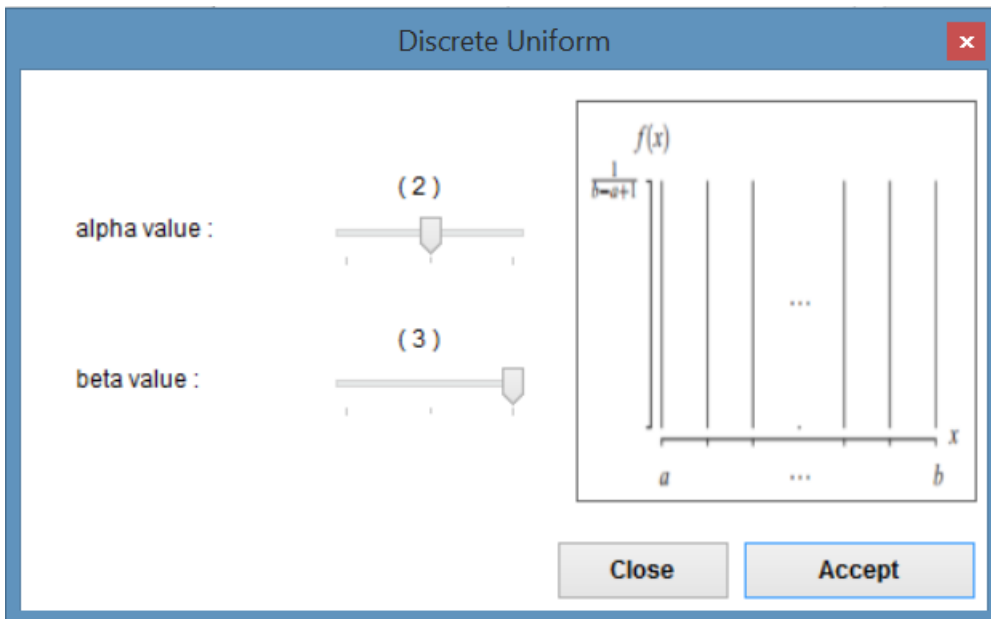 Discrete Uniform
x
alpha value :
( 2 )
beta value :
( 3 )
f(x)
1
b-a+1
...
x
a
...
b
Close
Accept